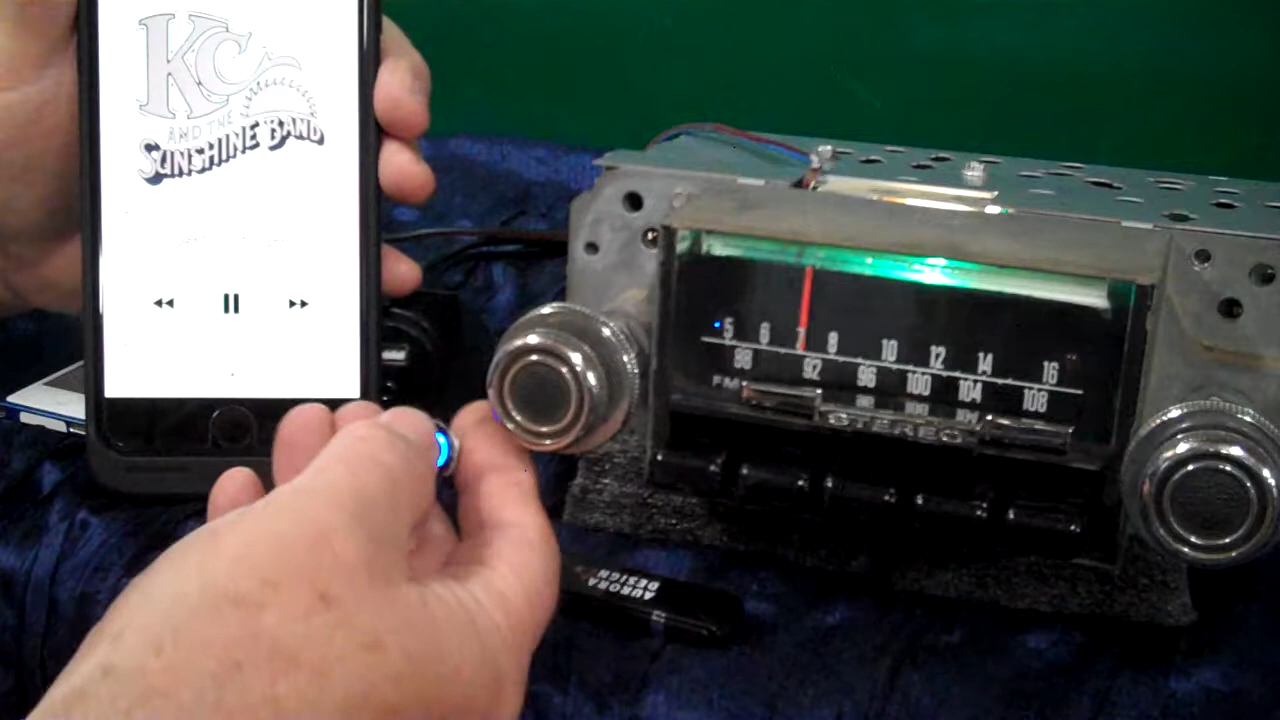 KC
AND THE
SUNSHINE BAND
5 6 7 8 10 12 14 16
88 92 96 100 104 108
FM
STEREO
AURORA
DESIGN